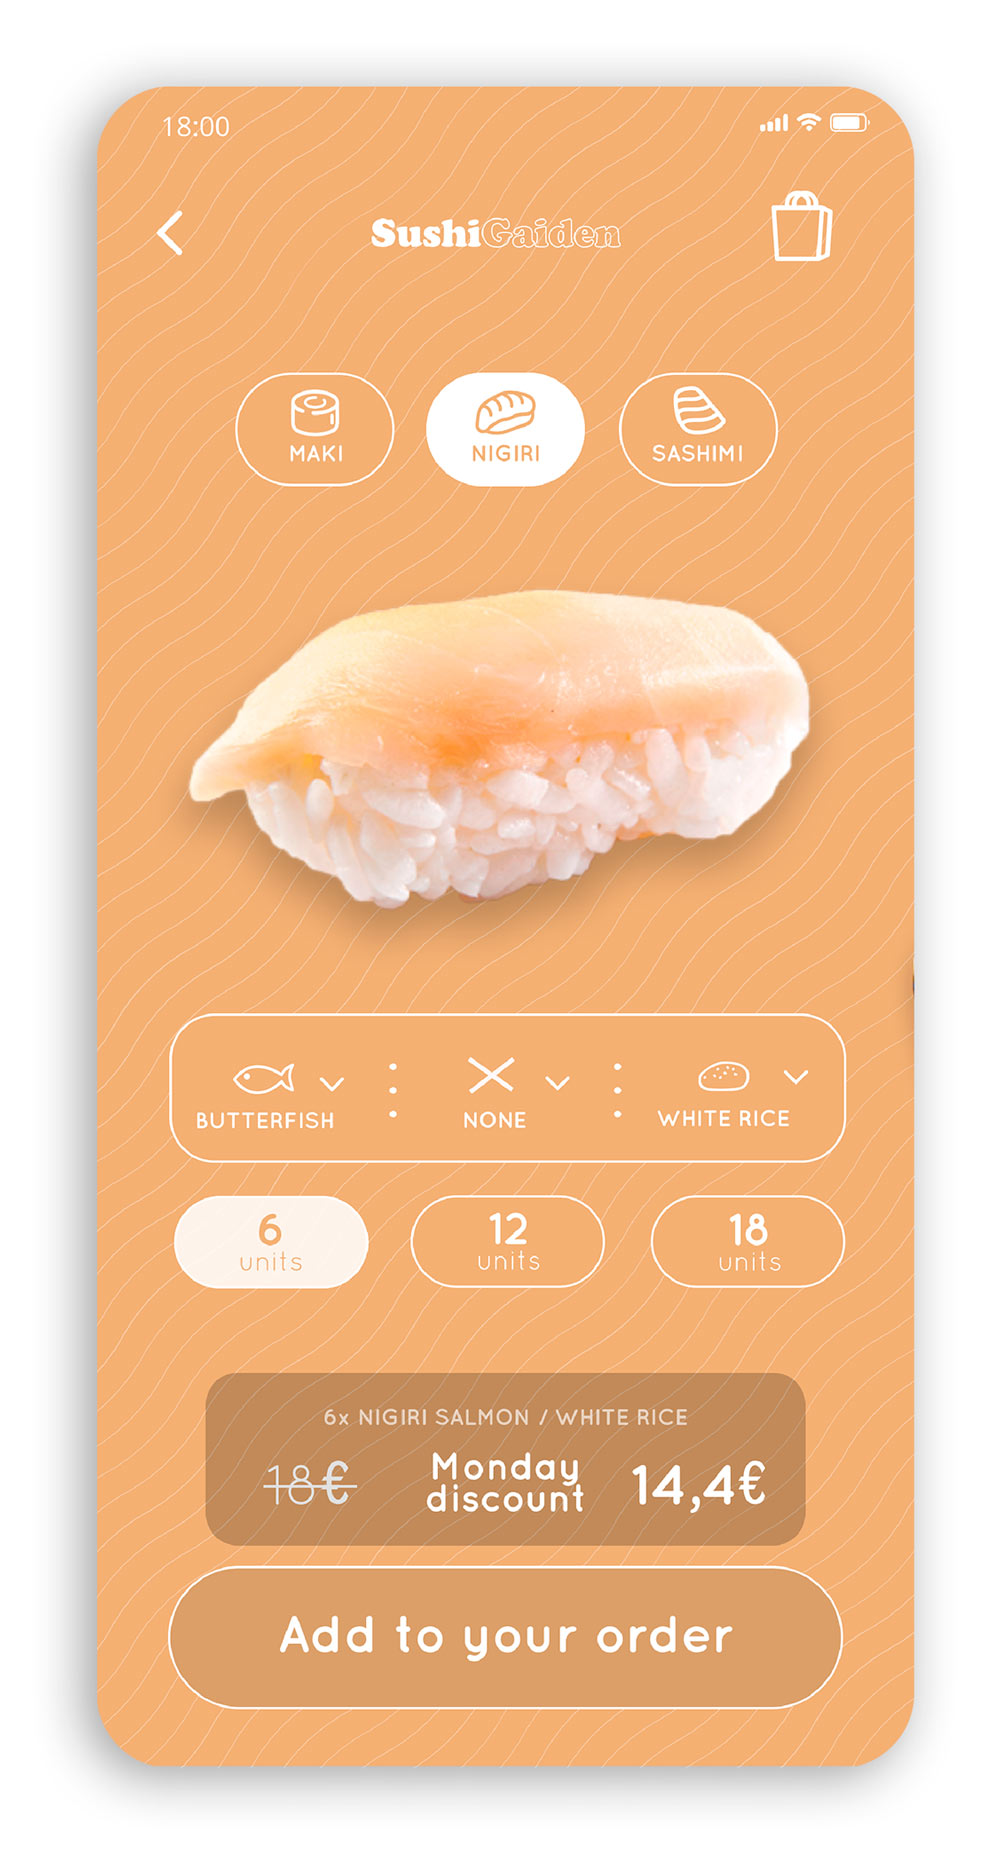 18:00
SushiGaiden
MAKI
NIGIRI
SASHIMI
BUTTERFISH
NONE
WHITE RICE
6
units
12
units
18
units
6x NIGIRI SALMON / WHITE RICE
18€
Monday
discount
14,4€
Add to your order